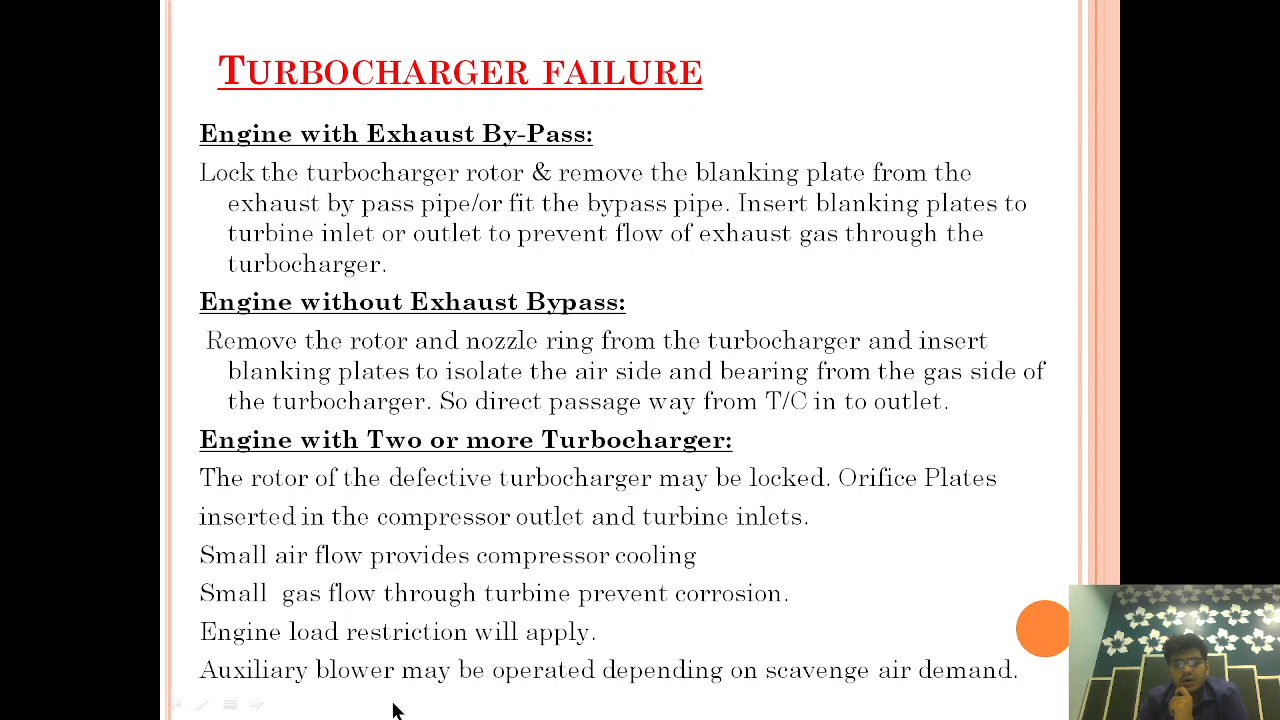 TURBOCHARGER FAILURE
Engine with Exhaust By-Pass:
Lock the turbocharger rotor & remove the blanking plate from the
exhaust by pass pipe/or fit the bypass pipe. Insert blanking plates to
turbine inlet or outlet to prevent flow of exhaust gas through the
turbocharger.
Engine without Exhaust Bypass:
Remove the rotor and nozzle ring from the turbocharger and insert
blanking plates to isolate the air side and bearing from the gas side of
the turbocharger. So direct passage way from T/C in to outlet.
Engine with Two or more Turbocharger:
The rotor of the defective turbocharger may be locked. Orifice Plates
inserted in the compressor outlet and turbine inlets.
Small air flow provides compressor cooling
Small gas flow through turbine prevent corrosion.
Engine load restriction will apply.
Auxiliary blower may be operated depending on scavenge air demand.